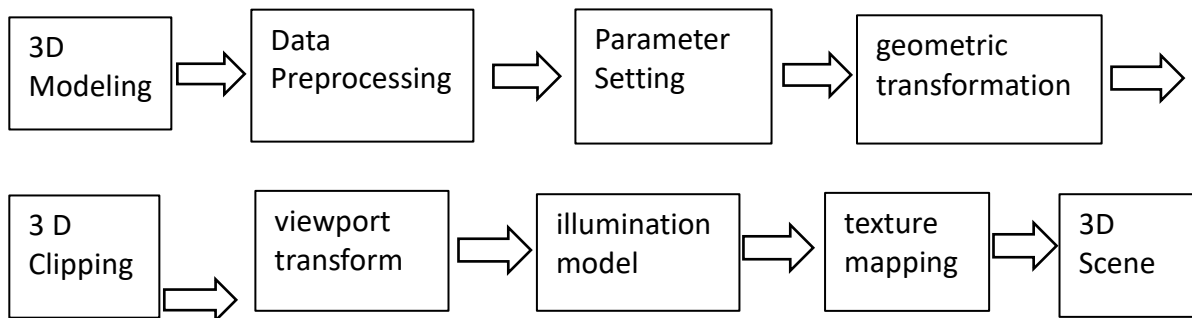 3D
Modeling
Data
Preprocessing
Parameter
Setting
geometric
transformation
3 D
Clipping
viewport
transform
illumination
model
texture
mapping
3D
Scene